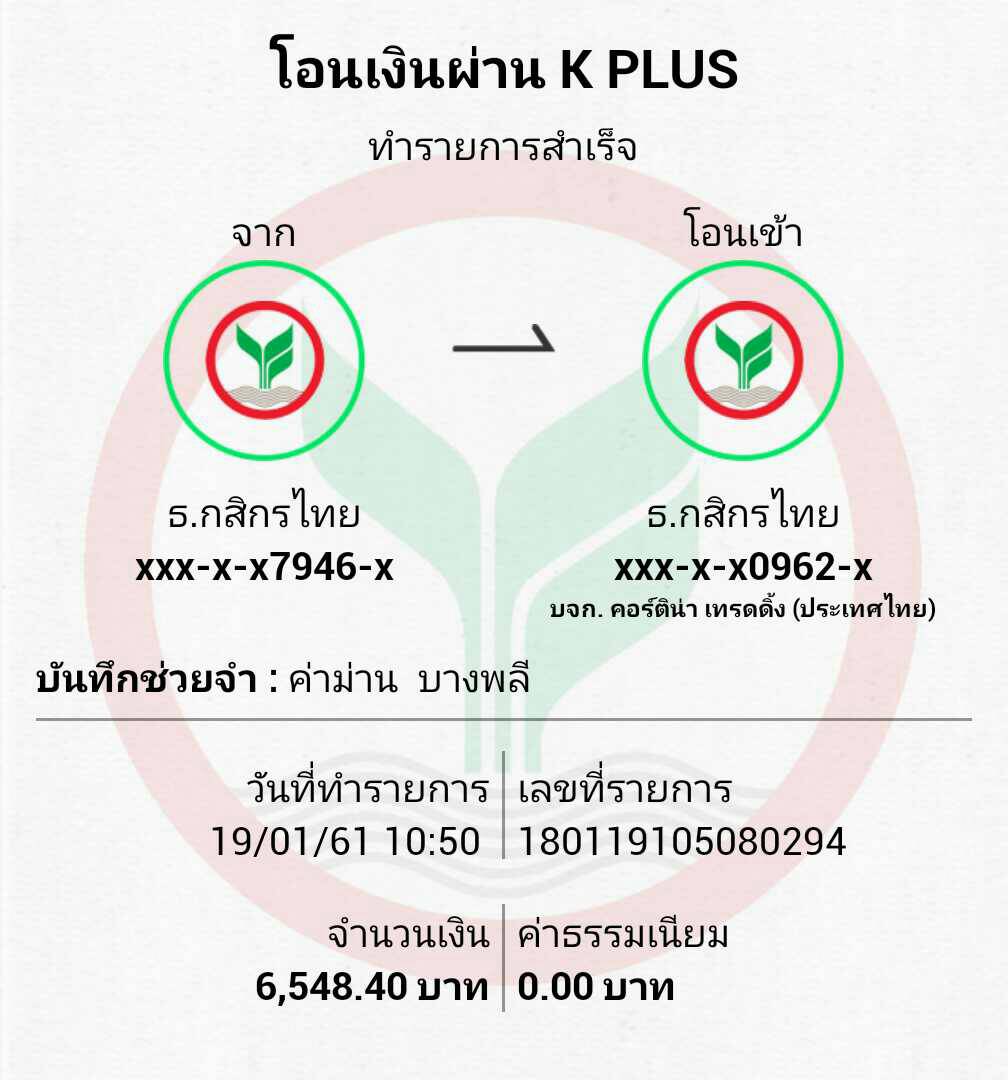 โอนเงินผ่าน K PLUS
ทำรายการสำเร็จ
จาก
โอนเข้า
ธ.กสิกรไทย
xxx-x-x7946-x
ธ.กสิกรไทย
xxx-x-x0962-x
บจก. คอร์ติน่า เทรดดิ้ง (ประเทศไทย)
บันทึกช่วยจำ : ค่าม่าน บางพลี
วันที่ทำรายการ
19/01/61 10:50
เลขที่รายการ
180119105080294
จำนวนเงิน
6,548.40 บาท
ค่าธรรมเนียม
0.00 บาท